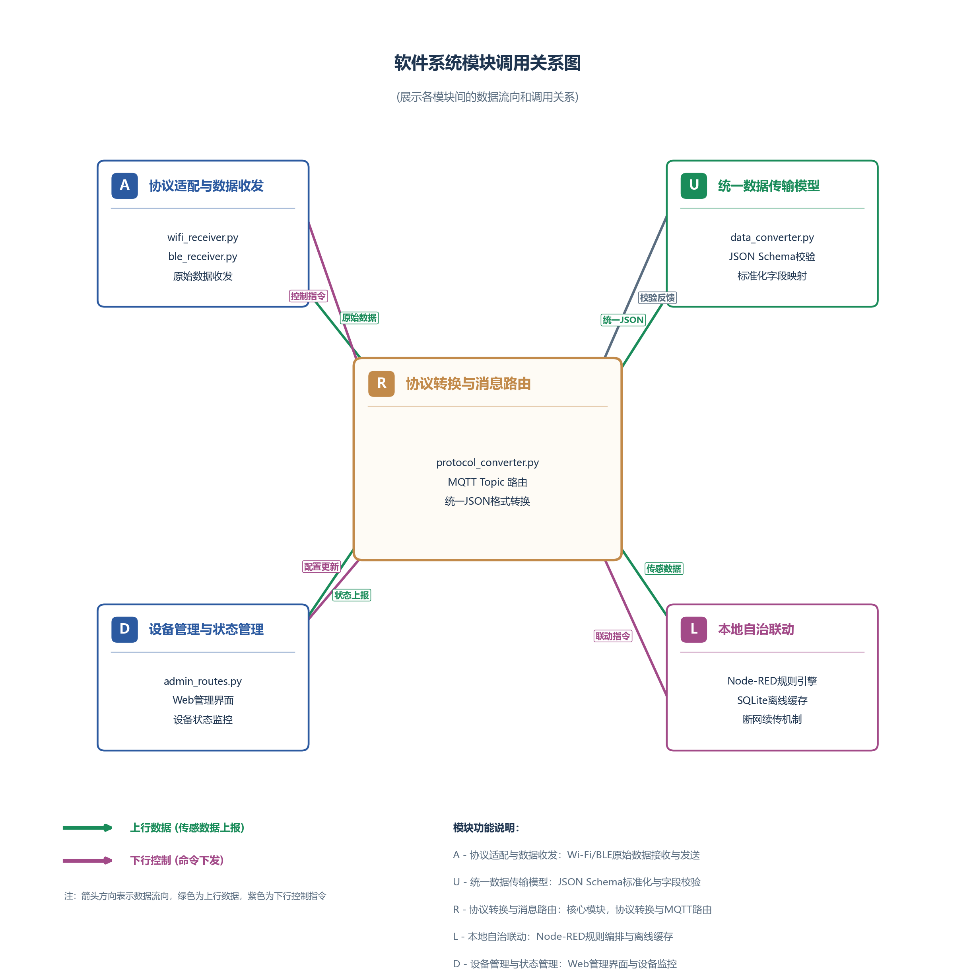 软件系统模块调用关系图
(展示各模块间的数据流向和调用关系)
A 协议适配与数据收发
wifi_receiver.py
ble_receiver.py
原始数据收发
U 统一数据传输模型
data_converter.py
JSON Schema校验
标准化字段映射
控制指令
原始数据
校验反馈
统一JSON
R 协议转换与消息路由
protocol_converter.py
MQTT Topic 路由
统一JSON格式转换
配置更新
状态上报
传感数据
联动指令
D 设备管理与状态管理
admin_routes.py
Web管理界面
设备状态监控
L 本地自治联动
Node-RED规则引擎
SQLite离线缓存
断网续传机制
上行数据 (传感数据上报)
下行控制 (命令下发)
注：箭头方向表示数据流向，绿色为上行数据，紫色为下行控制指令
模块功能说明：
A - 协议适配与数据收发：Wi-Fi/BLE原始数据接收与发送
U - 统一数据传输模型：JSON Schema标准化与字段校验
R - 协议转换与消息路由：核心模块，协议转换与MQTT路由
L - 本地自治联动：Node-RED规则编排与离线缓存
D - 设备管理与状态管理：Web管理界面与设备监控